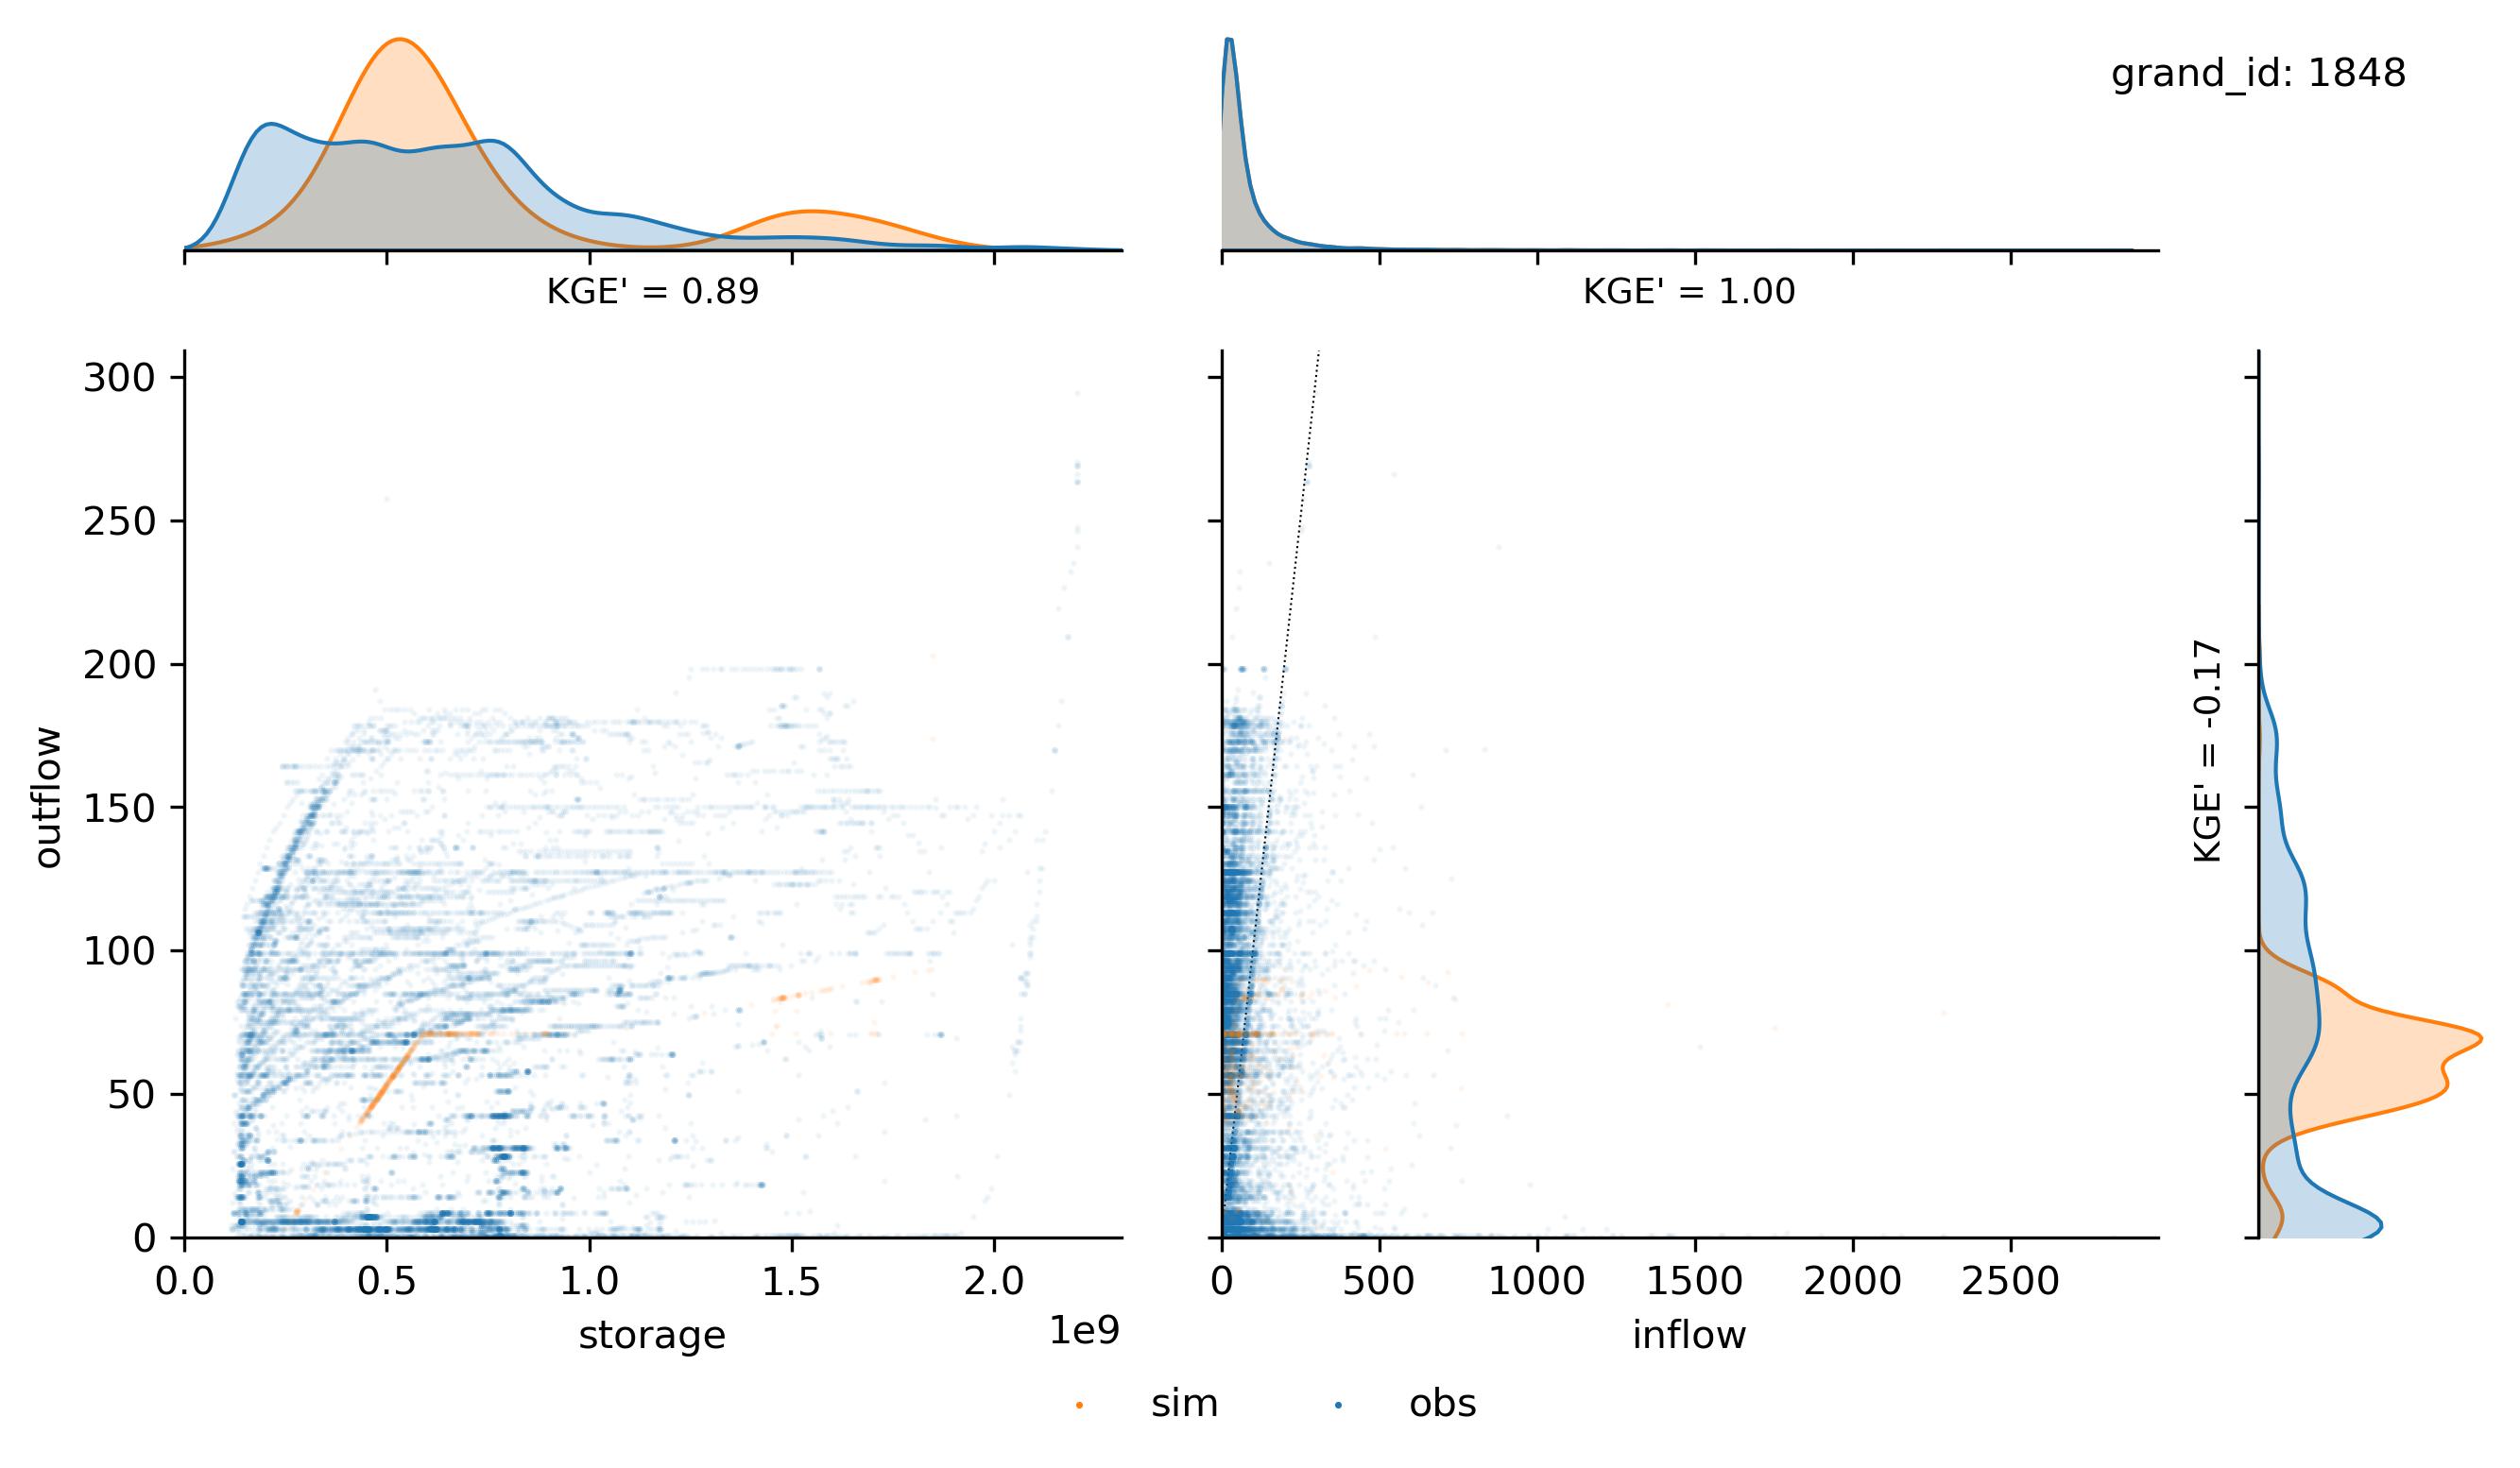 grand_id: 1848
KGE' = 0.89
KGE' = 1.00
300
250
200
150
100
50
0
outflow
KGE' = -0.17
0.0 0.5 1.0 1.5 2.0
1e9
storage
0 500 1000 1500 2000 2500
inflow
sim obs